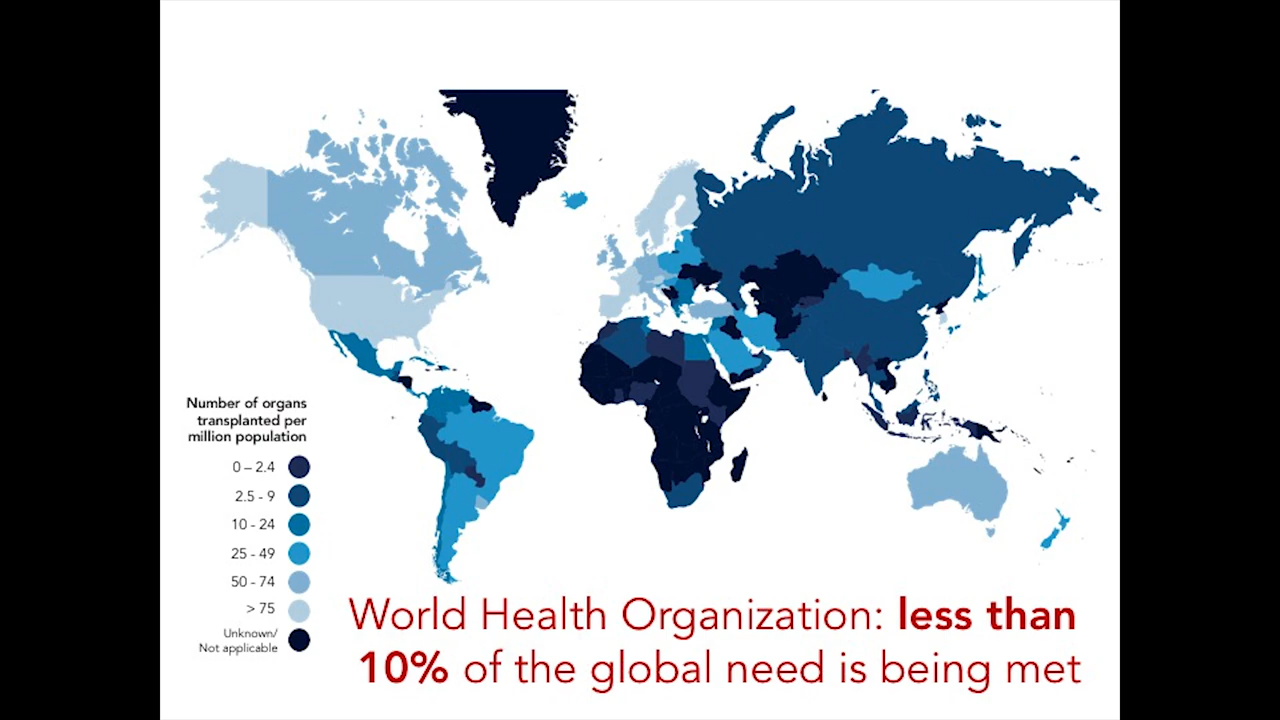 Number of organs
transplanted per
million population
0 – 2.4
2.5 - 9
10 - 24
25 - 49
50 - 74
> 75
Unknown/
Not applicable
World Health Organization: less than
10% of the global need is being met